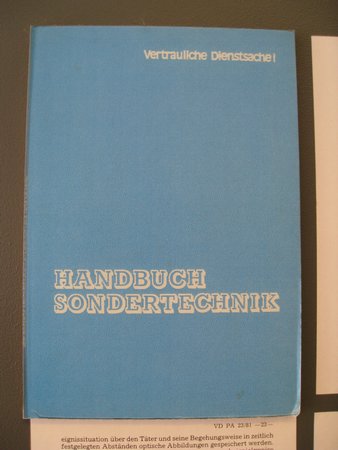 Vertrauliche Dienstsache!
HANDBUCH
SONDERTECHNIK
VD PA 23/81 —22—
eignissituation über den Täter und seine Begehungsweise in zeitlich
festgelegten Abständen optische Abbildungen gespeichert werden.